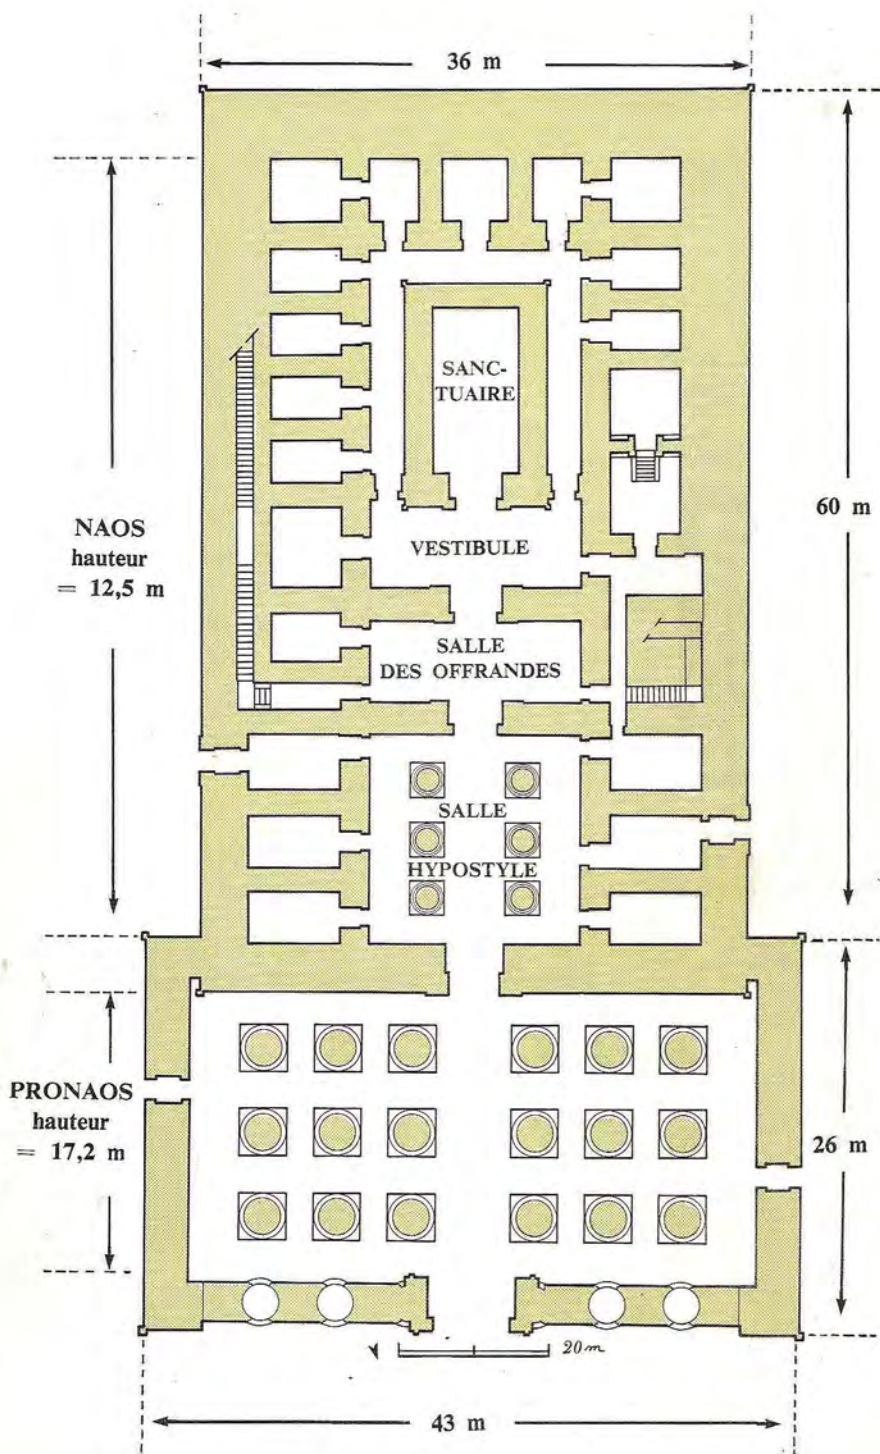 36 m
SANC-
TUAIRE
NAOS
hauteur
= 12,5 m
60 m
VESTIBULE
SALLE
DES OFFRANDES
SALLE
HYPOSTYLE
PRONAOS
hauteur
= 17,2 m
26 m
20 m
43 m